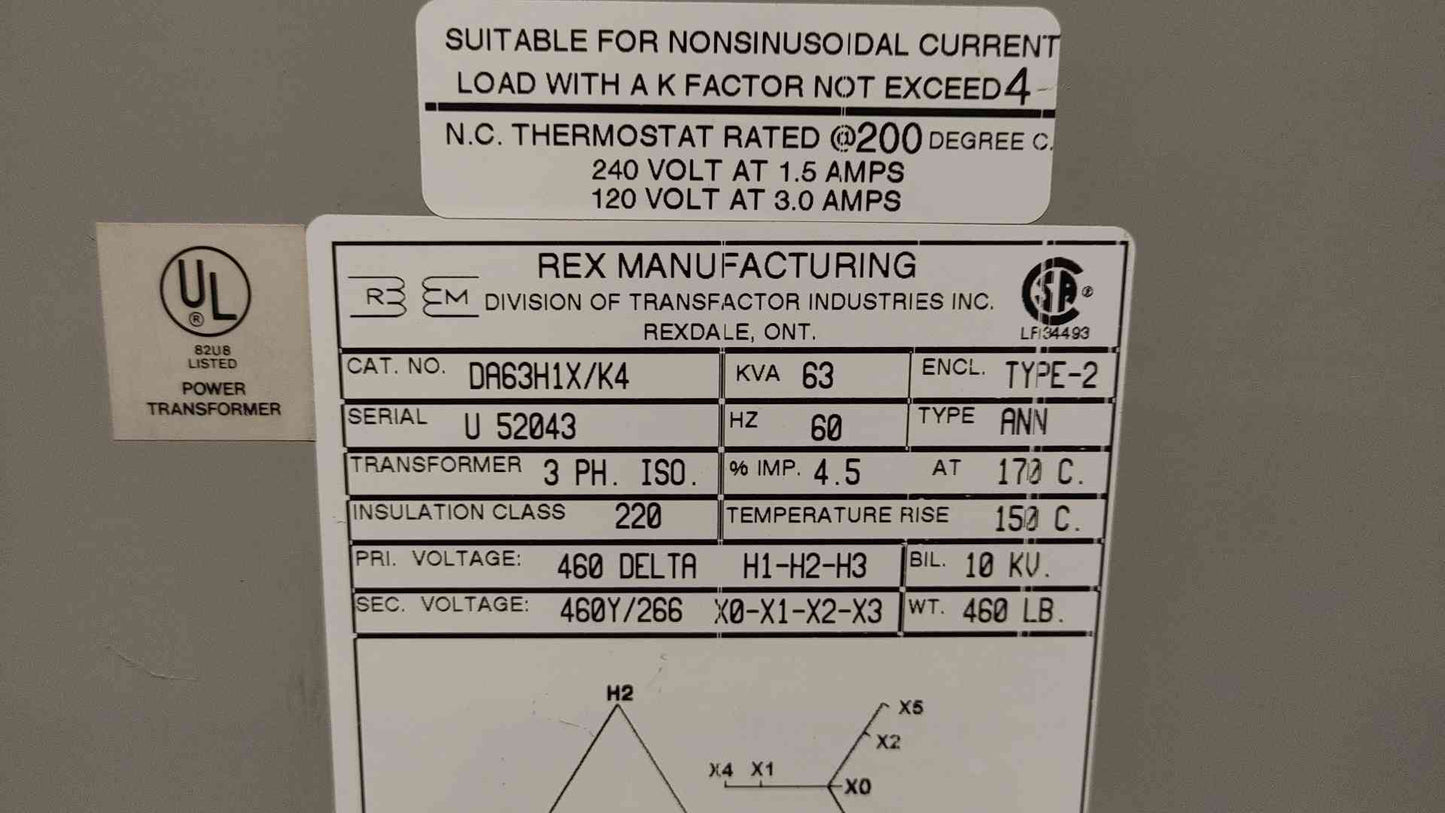 SUITABLE FOR NONSINUSOIDAL CURRENT
LOAD WITH A K FACTOR NOT EXCEED 4
N.C. THERMOSTAT RATED @ 200 DEGREE C.
240 VOLT AT 1.5 AMPS
120 VOLT AT 3.0 AMPS
UL ®
82U8
LISTED
POWER
TRANSFORMER
REX MANUFACTURING
DIVISION OF TRANSFACTOR INDUSTRIES INC.
REXDALE, ONT.
REM
CSA ®
LR34493
CAT. NO. DA63H1X/K4 KVA 63 ENCL. TYPE-2
SERIAL U 52043 HZ 60 TYPE ANN
TRANSFORMER 3 PH. ISO. % IMP. 4.5 AT 170 C.
INSULATION CLASS 220 TEMPERATURE RISE 150 C.
PRI. VOLTAGE: 460 DELTA H1-H2-H3 BIL. 10 KV.
SEC. VOLTAGE: 460Y/266 X0-X1-X2-X3 WT. 460 LB.
H2
X5
X2
X4 X1
X0